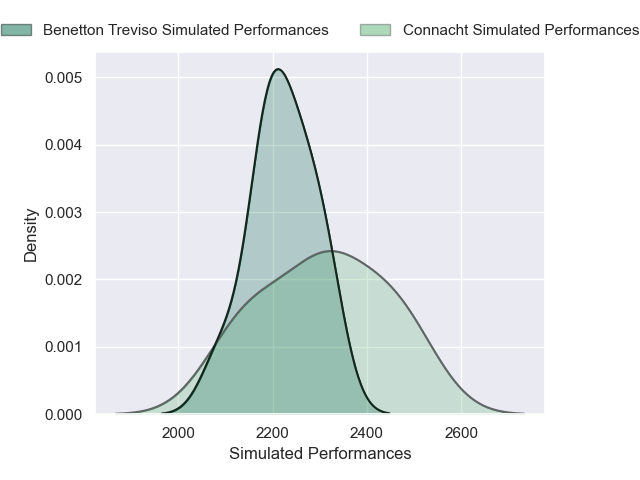 Benetton Treviso Simulated Performances Connacht Simulated Performances
0.005
0.004
0.003
0.002
0.001
0.000
Density
2000 2200 2400 2600
Simulated Performances